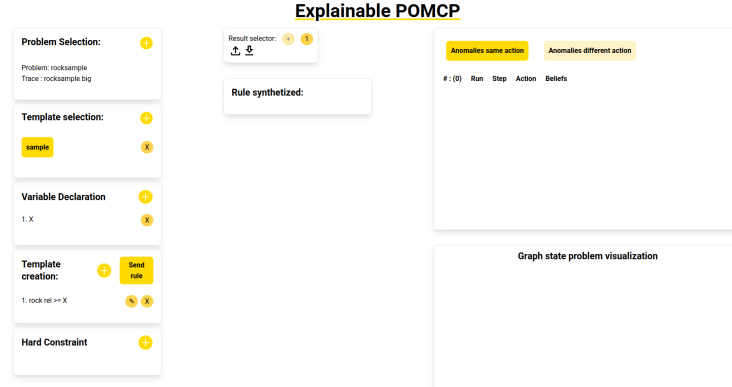 Explainable POMCP
Problem Selection:
Problem: rocksample
Trace : rocksample big
Template selection:
sample
X
Variable Declaration
1. X
X
Template
creation:
Send
rule
1. rock rel >= X
X
Hard Constraint
Result selector:
+
1
Rule synthetized:
Anomalies same action
Anomalies different action
# : (0) Run Step Action Beliefs
Graph state problem visualization